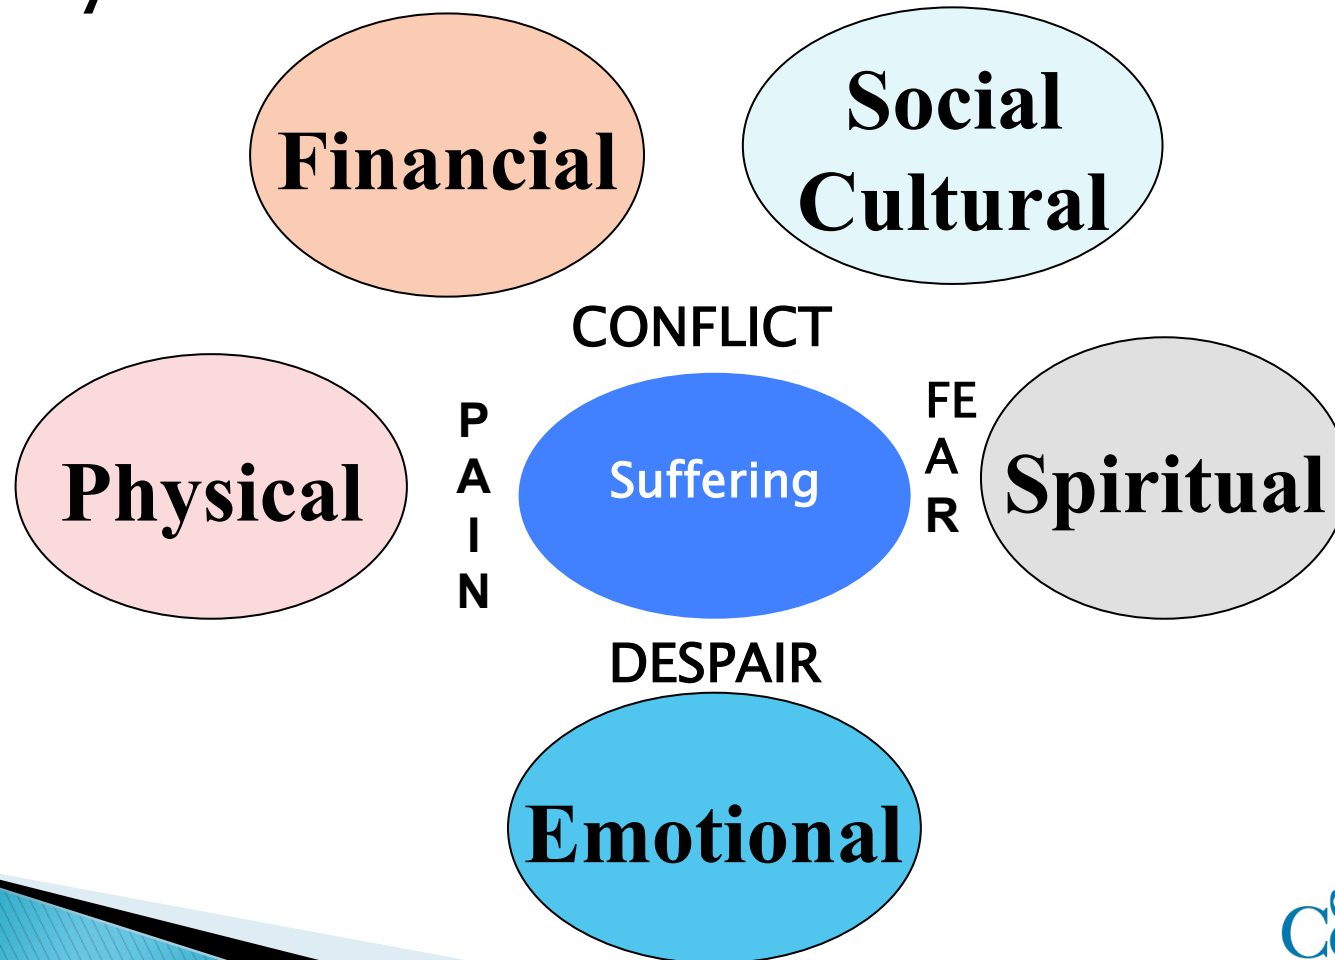 Financial
Social
Cultural
CONFLICT
Physical
P
A
I
N
Suffering
FE
A
R
Spiritual
DESPAIR
Emotional